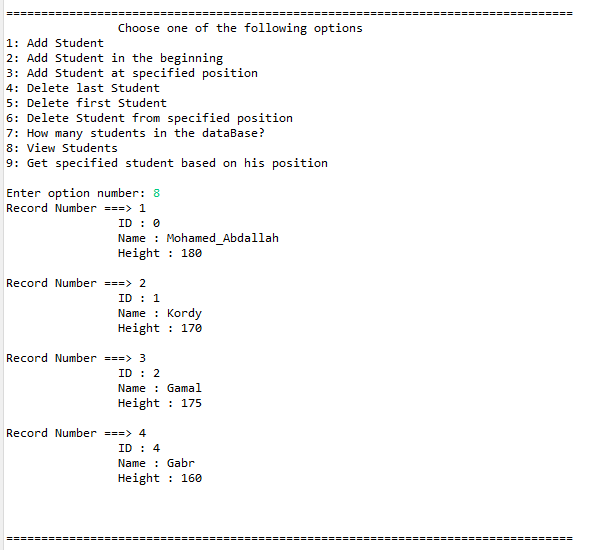 =================================================================================
Choose one of the following options
1: Add Student
2: Add Student in the beginning
3: Add Student at specified position
4: Delete last Student
5: Delete first Student
6: Delete Student from specified position
7: How many students in the dataBase?
8: View Students
9: Get specified student based on his position
Enter option number: 8
Record Number ===> 1
ID : 0
Name : Mohamed_Abdallah
Height : 180
Record Number ===> 2
ID : 1
Name : Kordy
Height : 170
Record Number ===> 3
ID : 2
Name : Gamal
Height : 175
Record Number ===> 4
ID : 4
Name : Gabr
Height : 160
=================================================================================